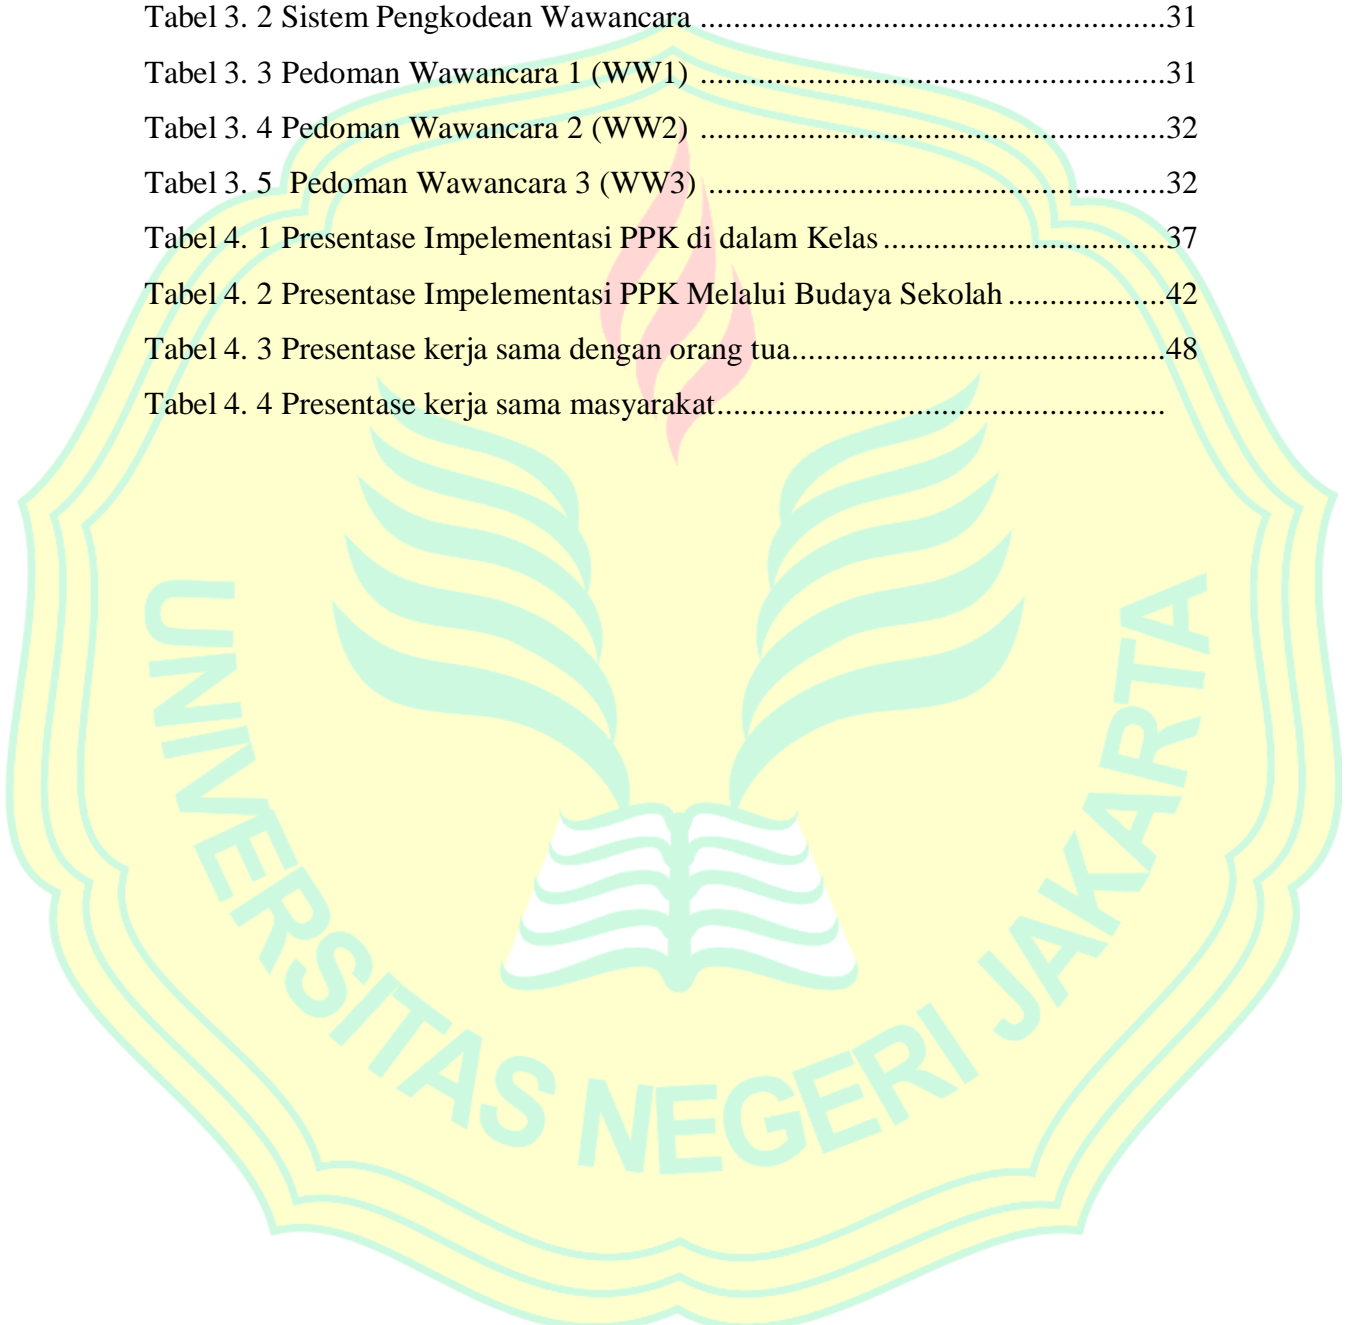 Tabel 3. 2 Sistem Pengkodean Wawancara ........................................................31
Tabel 3. 3 Pedoman Wawancara 1 (WW1) ........................................................31
Tabel 3. 4 Pedoman Wawancara 2 (WW2) ........................................................32
Tabel 3. 5 Pedoman Wawancara 3 (WW3) .......................................................32
Tabel 4. 1 Presentase Impelementasi PPK di dalam Kelas ..................................37
Tabel 4. 2 Presentase Impelementasi PPK Melalui Budaya Sekolah ...................42
Tabel 4. 3 Presentase kerja sama dengan orang tua.............................................48
Tabel 4. 4 Presentase kerja sama masyarakat......................................................
UNIVERSITAS NEGERI JAKARTA